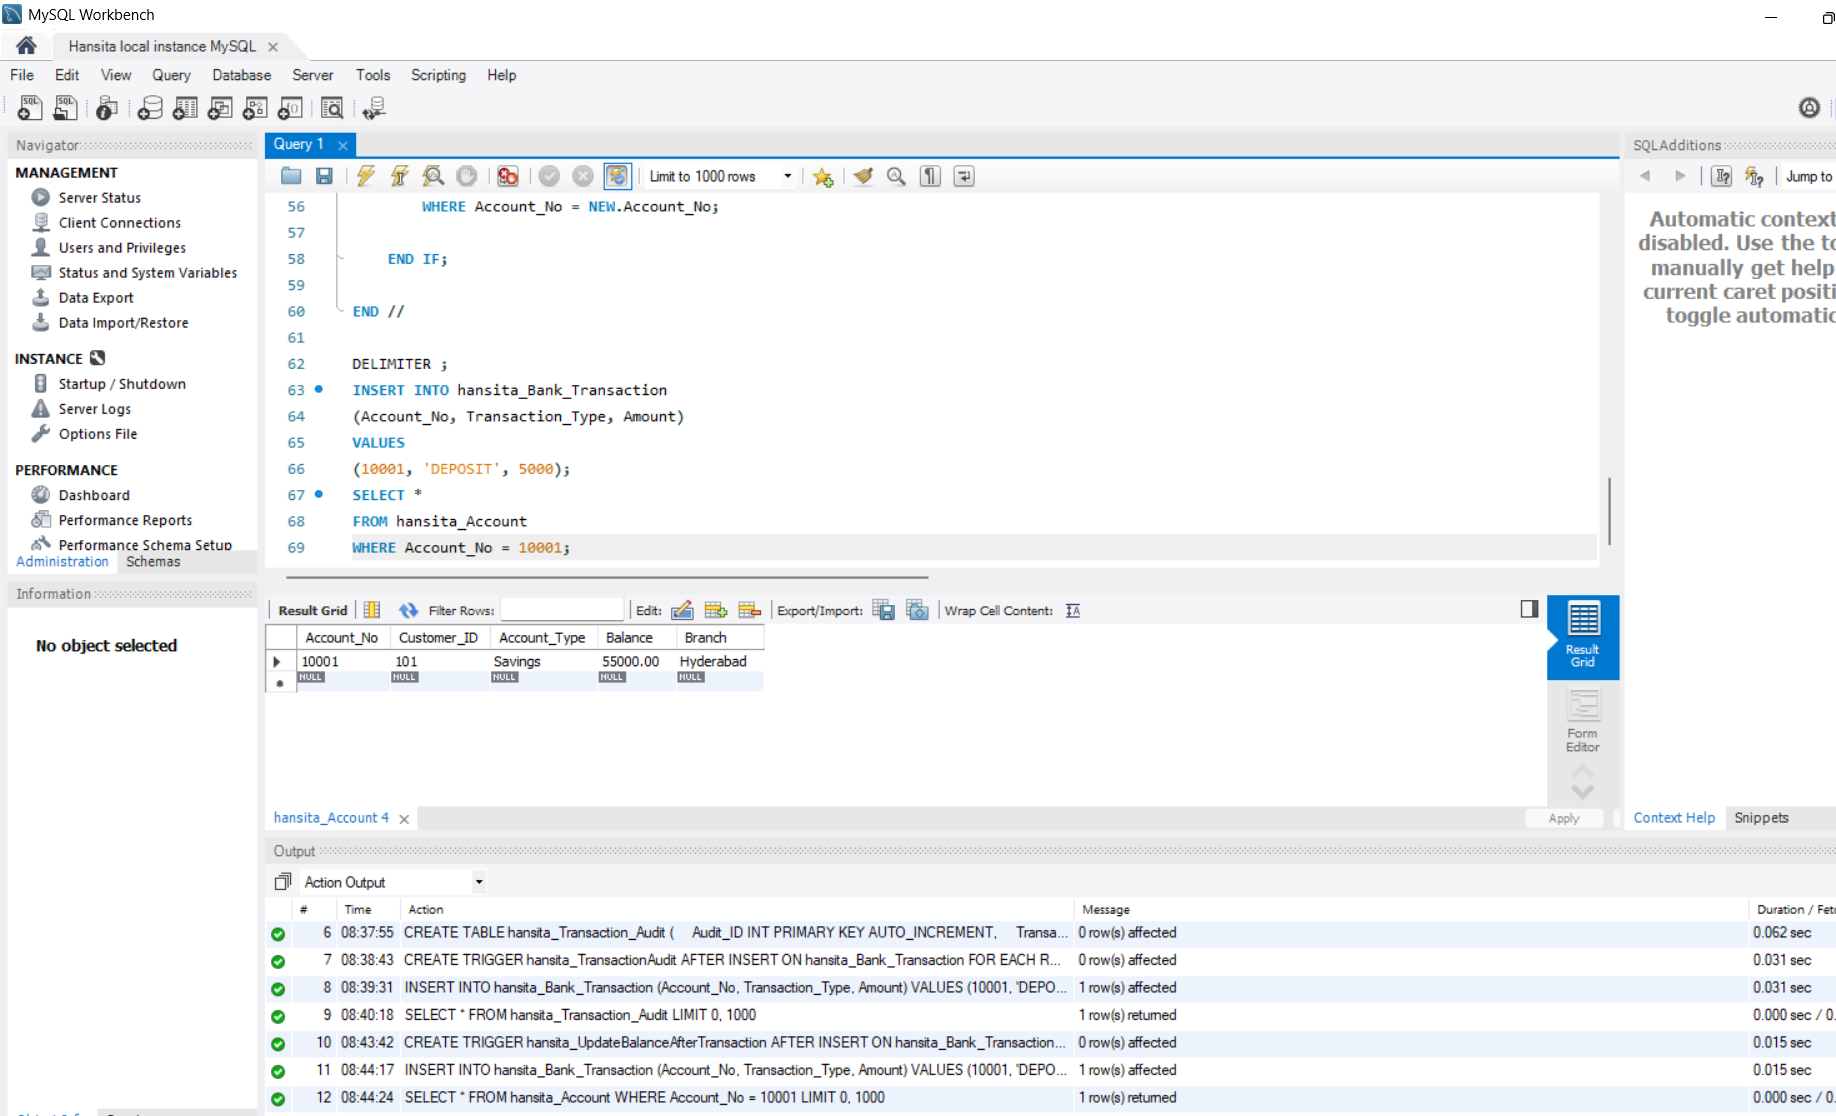 MySQL Workbench
Hansita local instance MySQL
File Edit View Query Database Server Tools Scripting Help
Navigator
MANAGEMENT
Server Status
Client Connections
Users and Privileges
Status and System Variables
Data Export
Data Import/Restore
INSTANCE
Startup / Shutdown
Server Logs
Options File
PERFORMANCE
Dashboard
Performance Reports
Performance Schema Setup
Administration Schemas
Information
No object selected
Query 1
Limit to 1000 rows
56 WHERE Account_No = NEW.Account_No;
57
58 END IF;
59
60 END //
61
62 DELIMITER ;
63 INSERT INTO hansita_Bank_Transaction
64 (Account_No, Transaction_Type, Amount)
65 VALUES
66 (10001, 'DEPOSIT', 5000);
67 SELECT *
68 FROM hansita_Account
69 WHERE Account_No = 10001;
Result Grid Filter Rows: Edit: Export/Import: Wrap Cell Content:
Account_No Customer_ID Account_Type Balance Branch
10001 101 Savings 55000.00 Hyderabad
NULL NULL NULL NULL NULL
Result
Grid
Form
Editor
hansita_Account 4
Apply
SQLAdditions
Jump to
Automatic context
disabled. Use the
manually get help
current caret
toggle
Context Help Snippets
Output
Action Output
# Time Action Message Duration /
6 08:37:55 CREATE TABLE hansita_Transaction_Audit ( Audit_ID INT PRIMARY KEY AUTO_INCREMENT, Transa... 0 row(s) affected 0.062 sec
7 08:38:43 CREATE TRIGGER hansita_TransactionAudit AFTER INSERT ON hansita_Bank_Transaction FOR EACH R... 0 row(s) affected 0.031 sec
8 08:39:31 INSERT INTO hansita_Bank_Transaction (Account_No, Transaction_Type, Amount) VALUES (10001, 'DEPO... 1 row(s) affected 0.031 sec
9 08:40:18 SELECT * FROM hansita_Transaction_Audit LIMIT 0, 1000 1 row(s) returned 0.000 sec / 0.
10 08:43:42 CREATE TRIGGER hansita_UpdateBalanceAfterTransaction AFTER INSERT ON hansita_Bank_Transaction... 0 row(s) affected 0.015 sec
11 08:44:17 INSERT INTO hansita_Bank_Transaction (Account_No, Transaction_Type, Amount) VALUES (10001, 'DEPO... 1 row(s) affected 0.015 sec
12 08:44:24 SELECT * FROM hansita_Account WHERE Account_No = 10001 LIMIT 0, 1000 1 row(s) returned 0.000 sec / 0.